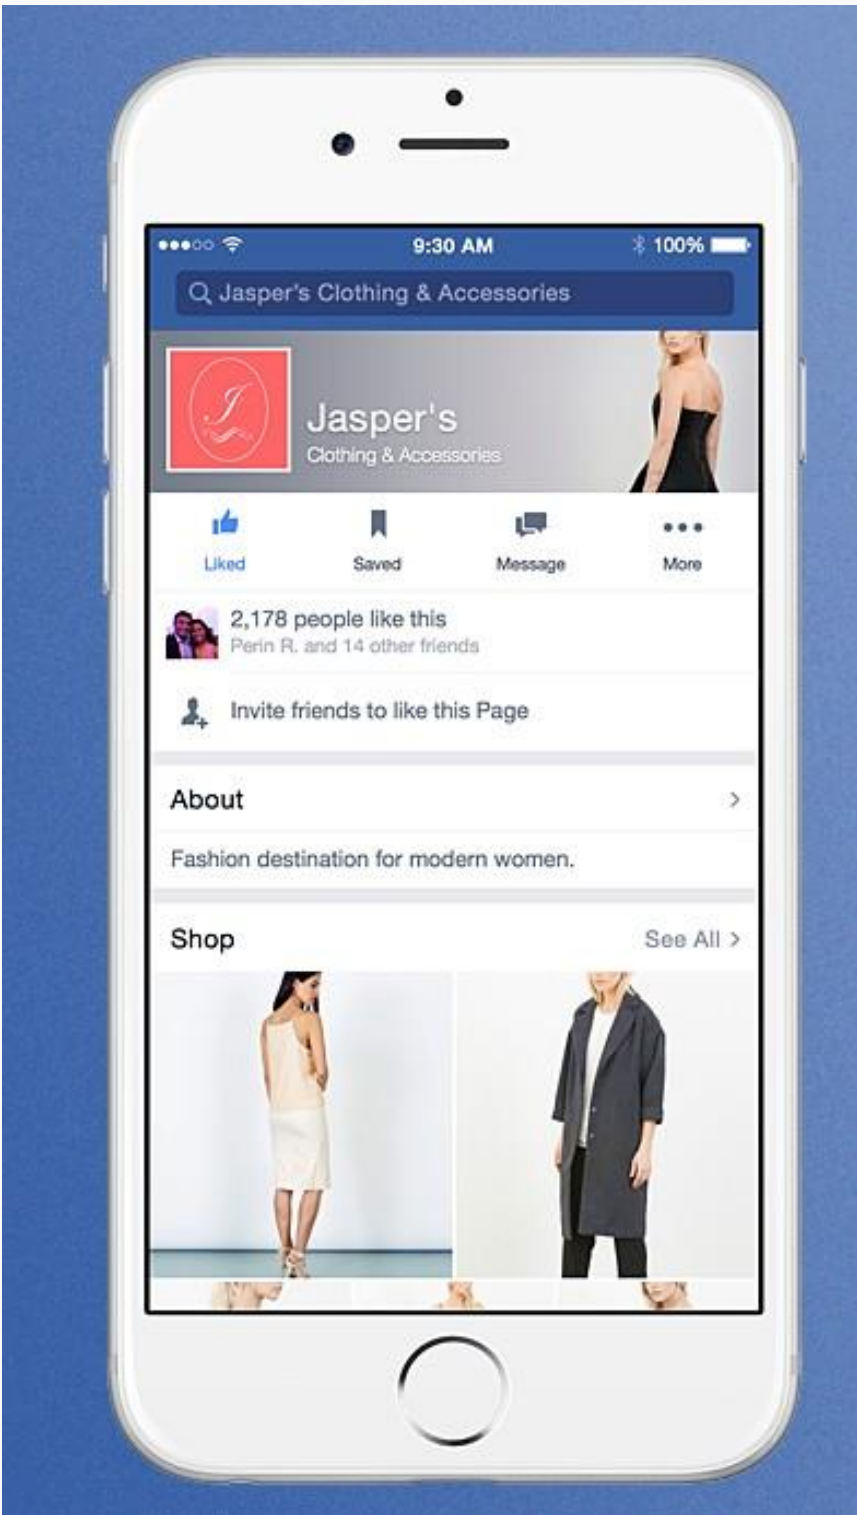 9:30 AM 100%
Jasper's Clothing & Accessories
J
Jasper's
Clothing & Accessories
Liked Saved Message More
2,178 people like this
Perin R. and 14 other friends
Invite friends to like this Page
About
Fashion destination for modern women.
Shop See All